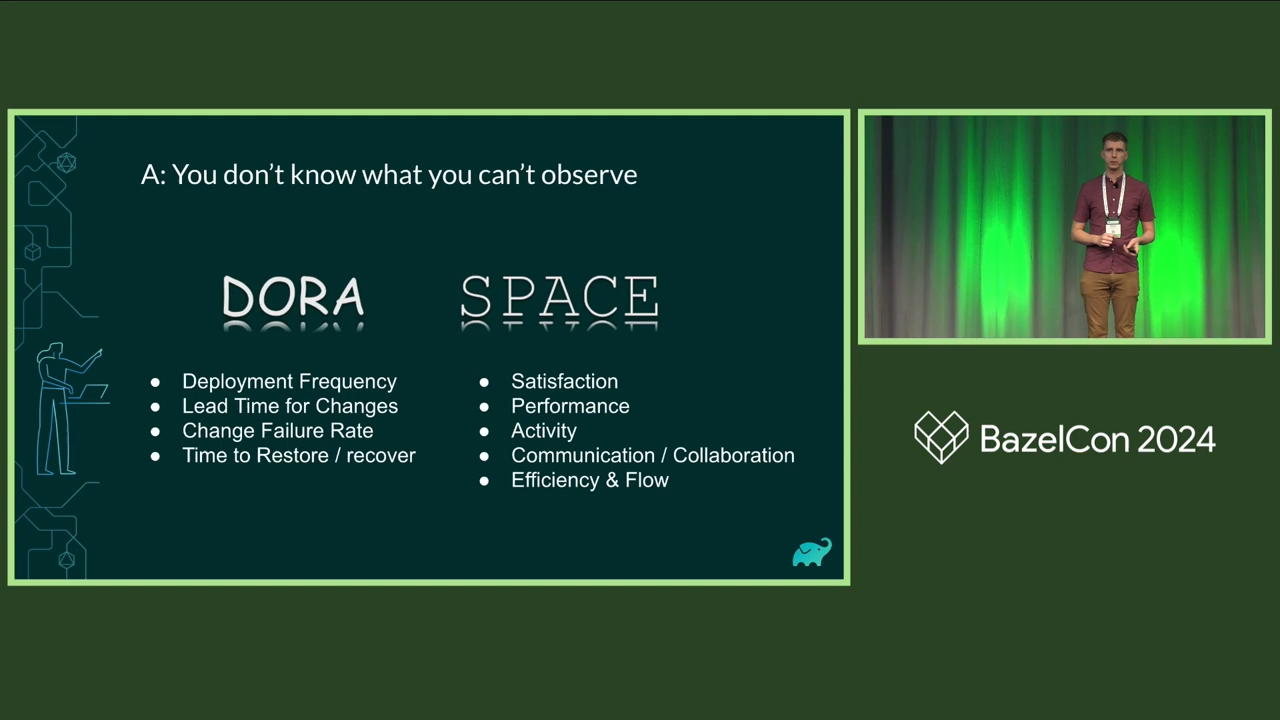 A: You don't know what you can't observe
DORA
SPACE
Deployment Frequency
Lead Time for Changes
Change Failure Rate
Time to Restore / recover
Satisfaction
Performance
Activity
Communication / Collaboration
Efficiency & Flow
BazelCon 2024